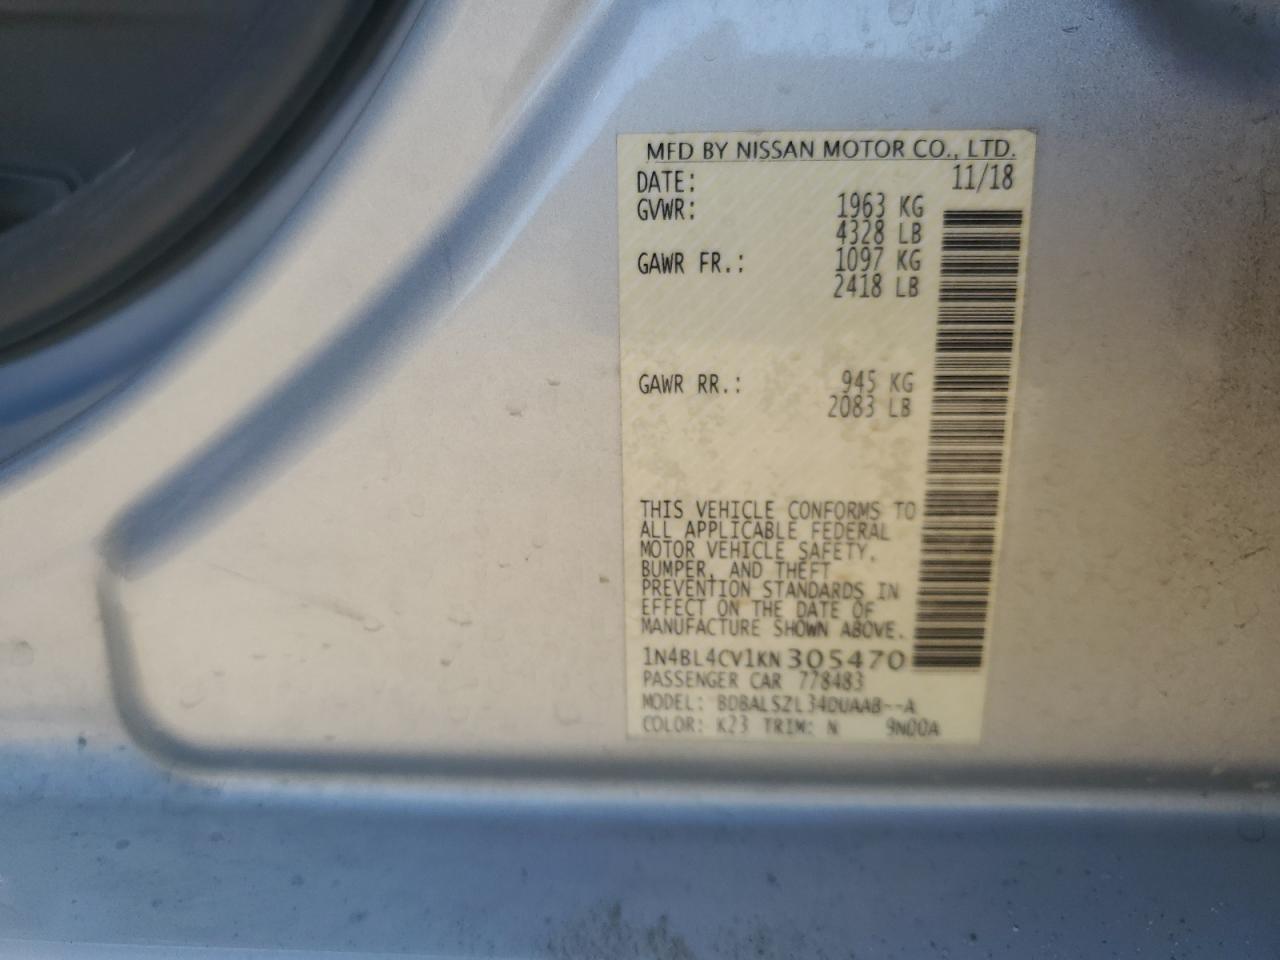 MFD BY NISSAN MOTOR CO., LTD.
DATE: 11/18
GVWR: 1963 KG
4328 LB
GAWR FR.: 1097 KG
2418 LB
GAWR RR.: 945 KG
2083 LB
THIS VEHICLE CONFORMS TO
ALL APPLICABLE FEDERAL
MOTOR VEHICLE SAFETY,
BUMPER, AND THEFT
PREVENTION STANDARDS IN
EFFECT ON THE DATE OF
MANUFACTURE SHOWN ABOVE.
1N4BL4CV1KN305470
PASSENGER CAR 778483
MODEL: BDBALSZL34DUAAB--A
COLOR: K23 TRIM: N 9N00A